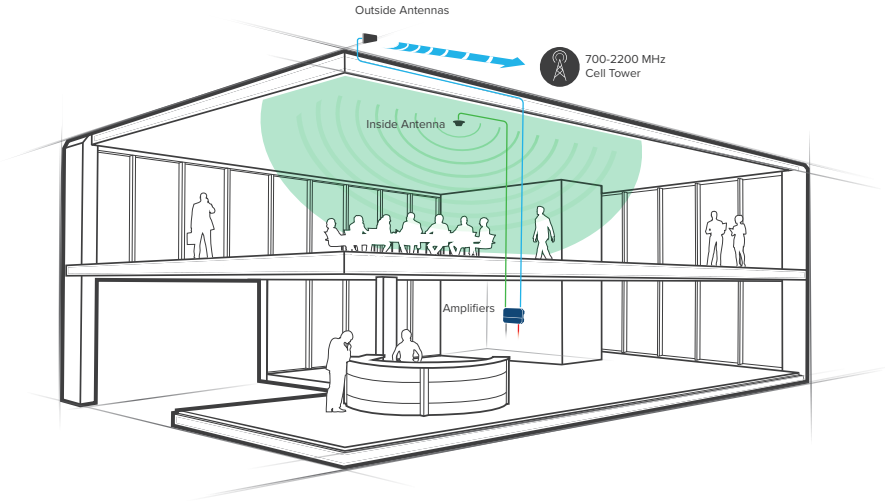 Outside Antennas
700-2200 MHz
Cell Tower
Inside Antenna
Amplifiers